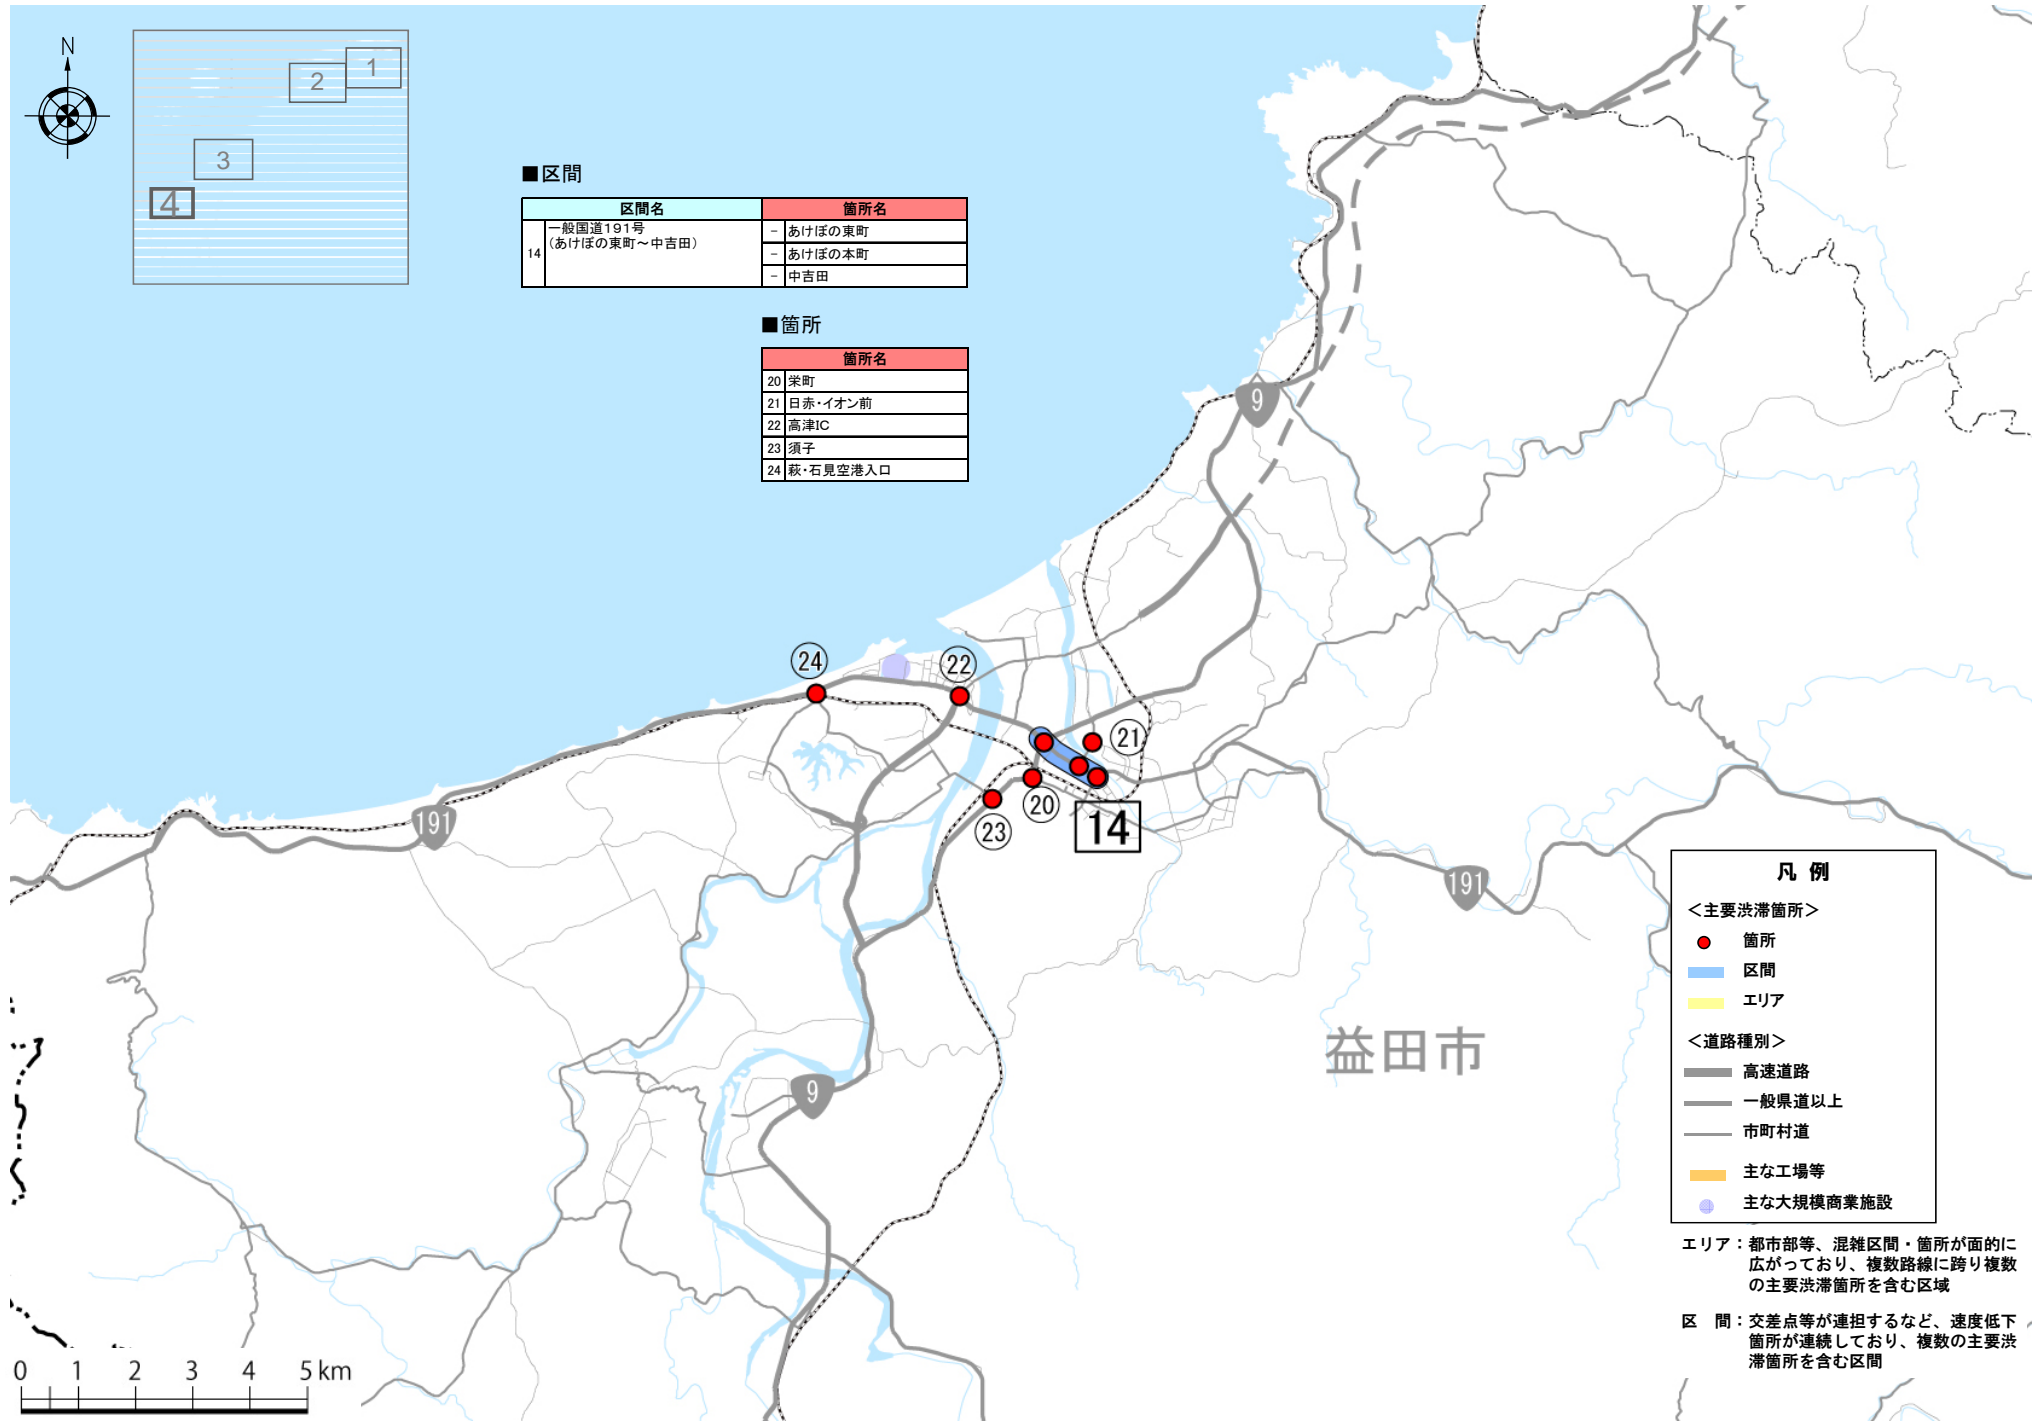 N
1
2
3
4
■区間
区間名 箇所名
14 一般国道191号
(あけぼの東町~中吉田)
- あけぼの東町
- あけぼの本町
- 中吉田
■箇所
箇所名
20 栄町
21 日赤・イオン前
22 高津IC
23 須子
24 萩・石見空港入口
9
24
22
21
20
23
14
191
191
9
益田市
凡 例
<主要渋滞箇所>
箇所
区間
エリア
<道路種別>
高速道路
一般県道以上
市町村道
主な工場等
主な大規模商業施設
エリア:都市部等、混雑区間・箇所が面的に
広がっており、複数路線に跨り複数
の主要渋滞箇所を含む区域
区 間:交差点等が連担するなど、速度低下
箇所が連続しており、複数の主要渋
滞箇所を含む区間
0 1 2 3 4 5 km